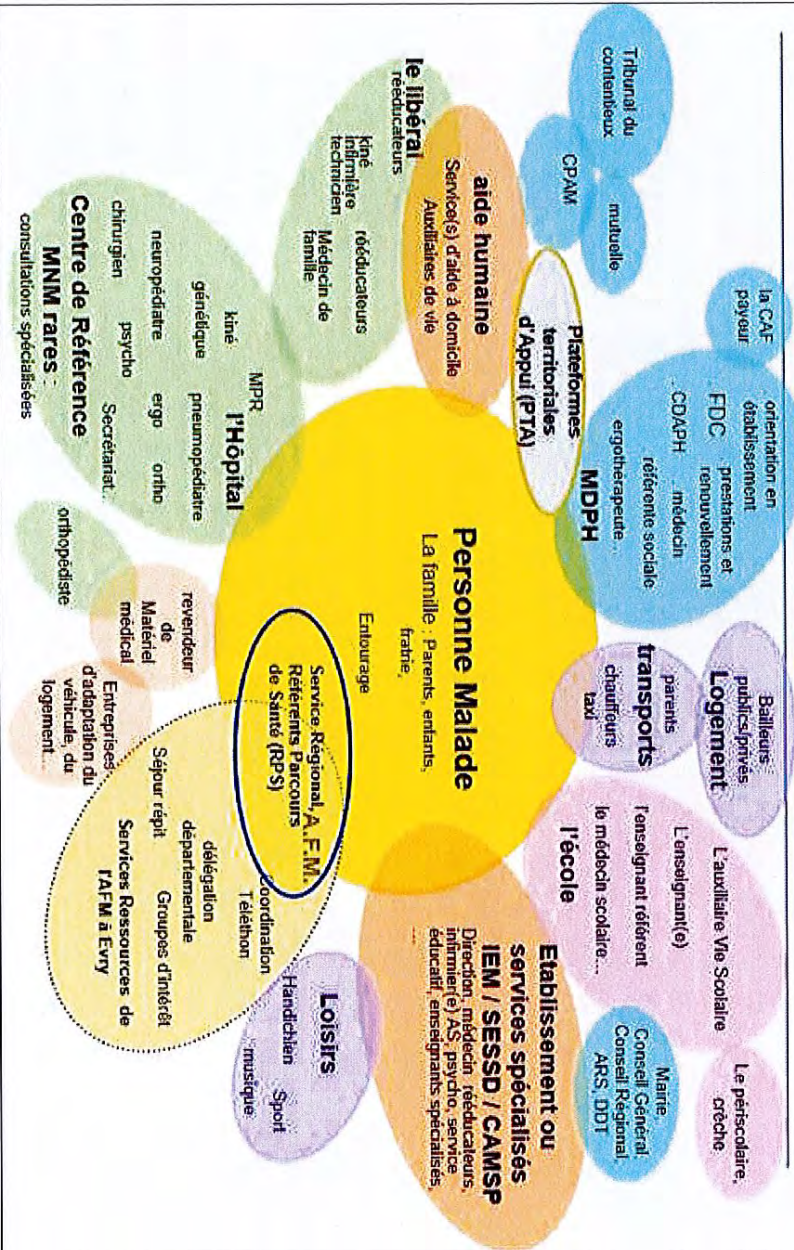 Tribunal du
contentieux
mutuelle
CPAM
la CAF
payeur
orientation en
établissement
. FDC . prestations et
renouvellement
. CDAPH . médecin
. référente sociale
ergothérapeute...
MDPH
Plateformes
territoriales
d'Appui (PTA)
aide humaine
Service(s) d'aide à domicile
Auxiliaires de vie
le libéral
rééducateurs
kiné
infirmière
technicien
rééducateurs
Médecin de
famille
MPR
l'Hôpital
kiné
génétique
pneumopédiatre
neuropédiatre
ergo
ortho
chirurgien
psycho
Secrétariat...
Centre de Référence
MNM rares :
consultations spécialisées
orthopédiste
revendeur
de
Matériel
médical
Entreprises
d'adaptation du
véhicule, du
logement....
Personne Malade
La famille : Parents, enfants,
fratrie,
Entourage
Service Régional, A.F.M.
Référents Parcours
de Santé (RPS)
Coordination
Téléthon
délégation
départementale
Séjour répit
Groupes d'intérêt
Services Ressources de
l'AFM à Evry
Bailleurs
publics/privés
Logement
transports
parents
chauffeurs
taxi
L'auxiliaire Vie Scolaire
L'enseignant(e)
l'enseignant référent
le médecin scolaire...
l'école
Le périscolaire,
crèche
Mairie,
Conseil Général,
Conseil Régional,
ARS, DDT
Etablissement ou
services spécialisés
IEM / SESSD / CAMSP
Direction, médecin, rééducateurs,
infirmier(e) AS, psycho, service
éducatif, enseignants spécialisés,
....
Loisirs
Handichien
Sport
musique